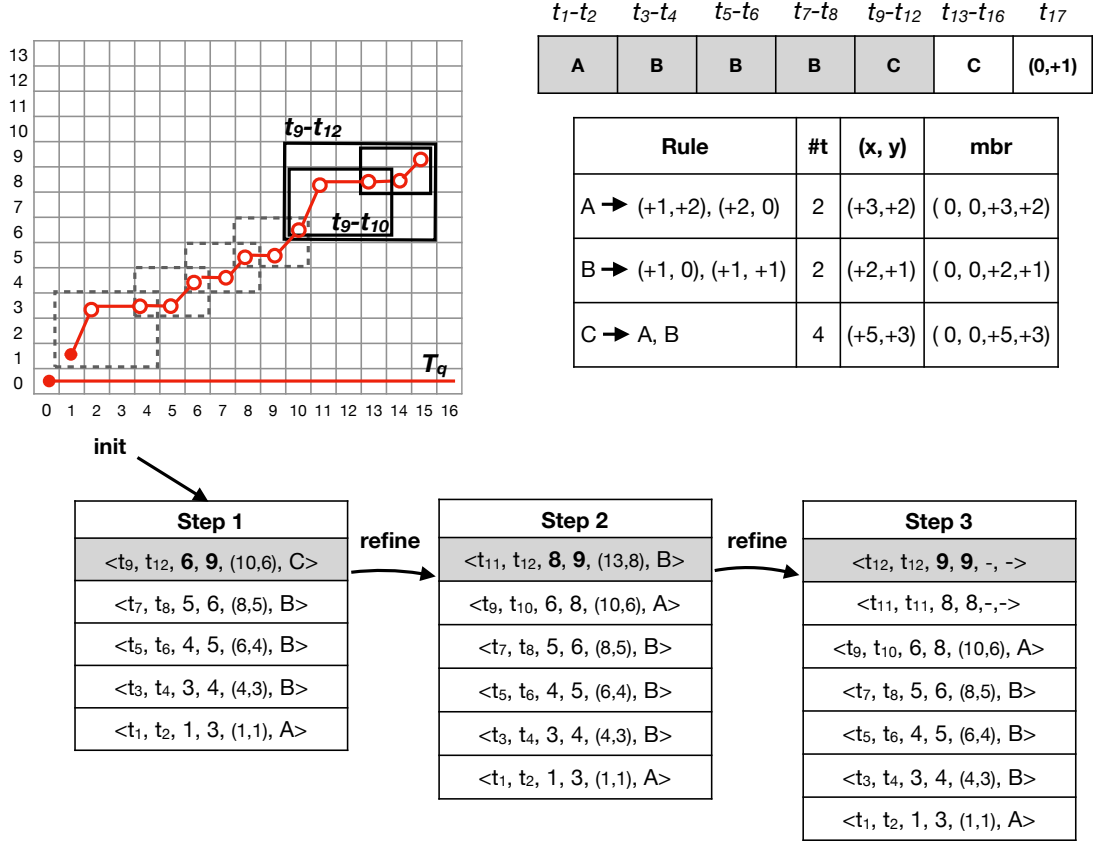 t1-t2 t3-t4 t5-t6 t7-t8 t9-t12 t13-t16 t17
A B B B C C (0,+1)
13
12
11
10
9
8
7
6
5
4
3
2
1
0
t9-t12
t9-t10
Tq
0 1 2 3 4 5 6 7 8 9 10 11 12 13 14 15 16
Rule #t (x, y) mbr
A → (+1,+2), (+2, 0) 2 (+3,+2) ( 0, 0,+3,+2)
B → (+1, 0), (+1, +1) 2 (+2,+1) ( 0, 0,+2,+1)
C → A, B 4 (+5,+3) ( 0, 0,+5,+3)
init
Step 1
<t9, t12, 6, 9, (10,6), C>
<t7, t8, 5, 6, (8,5), B>
<t5, t6, 4, 5, (6,4), B>
<t3, t4, 3, 4, (4,3), B>
<t1, t2, 1, 3, (1,1), A>
refine
Step 2
<t11, t12, 8, 9, (13,8), B>
<t9, t10, 6, 8, (10,6), A>
<t7, t8, 5, 6, (8,5), B>
<t5, t6, 4, 5, (6,4), B>
<t3, t4, 3, 4, (4,3), B>
<t1, t2, 1, 3, (1,1), A>
refine
Step 3
<t12, t12, 9, 9, -, ->
<t11, t11, 8, 8,-,->
<t9, t10, 6, 8, (10,6), A>
<t7, t8, 5, 6, (8,5), B>
<t5, t6, 4, 5, (6,4), B>
<t3, t4, 3, 4, (4,3), B>
<t1, t2, 1, 3, (1,1), A>